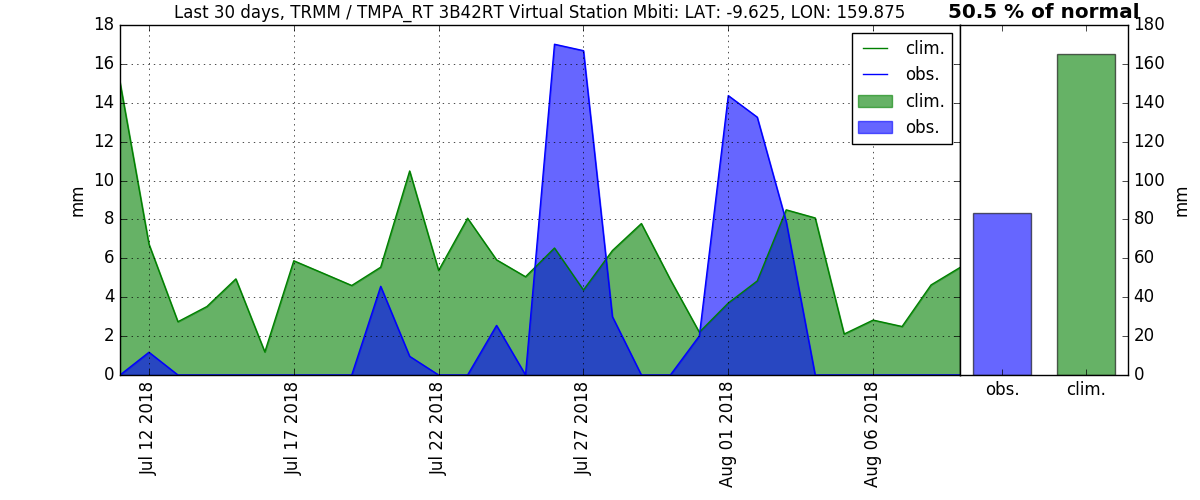 Last 30 days, TRMM / TMPA_RT 3B42RT Virtual Station Mbiti: LAT: -9.625, LON: 159.875
50.5 % of normal
18
16
14
12
10
8
6
4
2
0
mm
clim.
obs.
clim.
obs.
180
160
140
120
100
80
60
40
20
0
mm
Jul 12 2018
Jul 17 2018
Jul 22 2018
Jul 27 2018
Aug 01 2018
Aug 06 2018
obs.
clim.